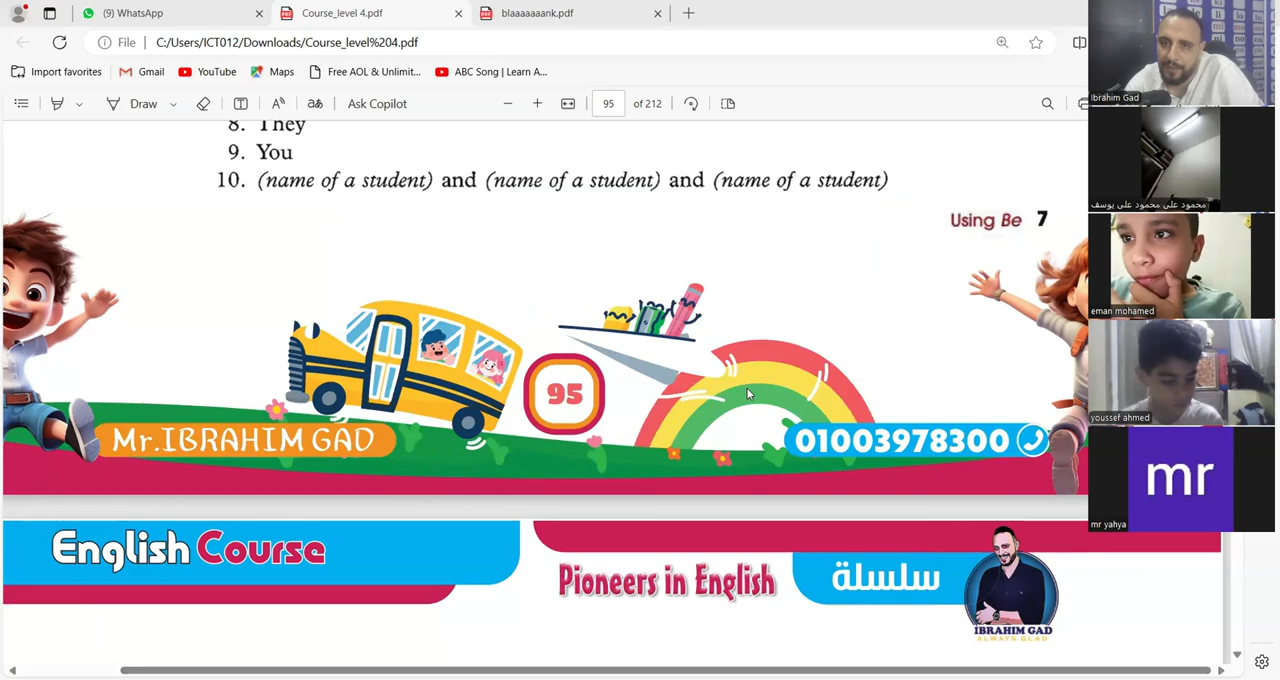 (9) WhatsApp
Course_level 4.pdf
blaaaaaaank.pdf
File
C:/Users/ICT012/Downloads/Course_level%204.pdf
Import favorites
Gmail
YouTube
Maps
Free AOL & Unlimit...
ABC Song | Learn A...
Draw
Ask Copilot
95 of 212
8. They
9. You
10. (name of a student) and (name of a student) and (name of a student)
Using Be 7
95
Mr.IBRAHIM GAD
01003978300
English Course
Pioneers in English
سلسلة
IBRAHIM GAD
ALWAYS GLAD
Ibrahim Gad
محمود على محمود على يوسف
eman mohamed
youssef ahmed
mr
mr yahya